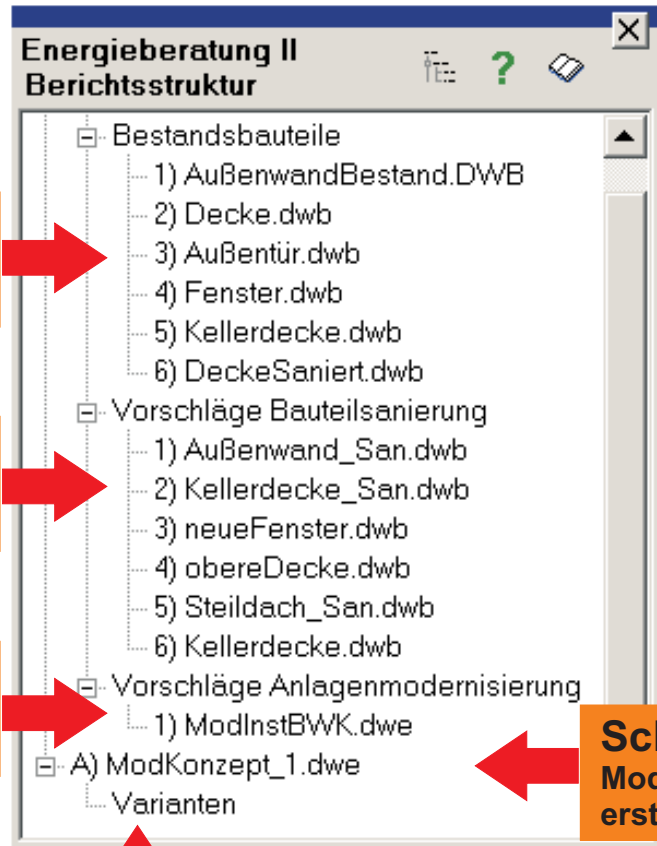 Energieberatung II
Berichtsstruktur
?
Bestandsbauteile
1) AußenwandBestand.DWB
2) Decke.dwb
3) Außentür.dwb
4) Fenster.dwb
5) Kellerdecke.dwb
6) DeckeSaniert.dwb
Vorschläge Bauteilsanierung
1) Außenwand_San.dwb
2) Kellerdecke_San.dwb
3) neueFenster.dwb
4) obereDecke.dwb
5) Steildach_San.dwb
6) Kellerdecke.dwb
Vorschläge Anlagenmodernisierung
1) ModInstBWK.dwe
A) ModKonzept_1.dwe
Varianten